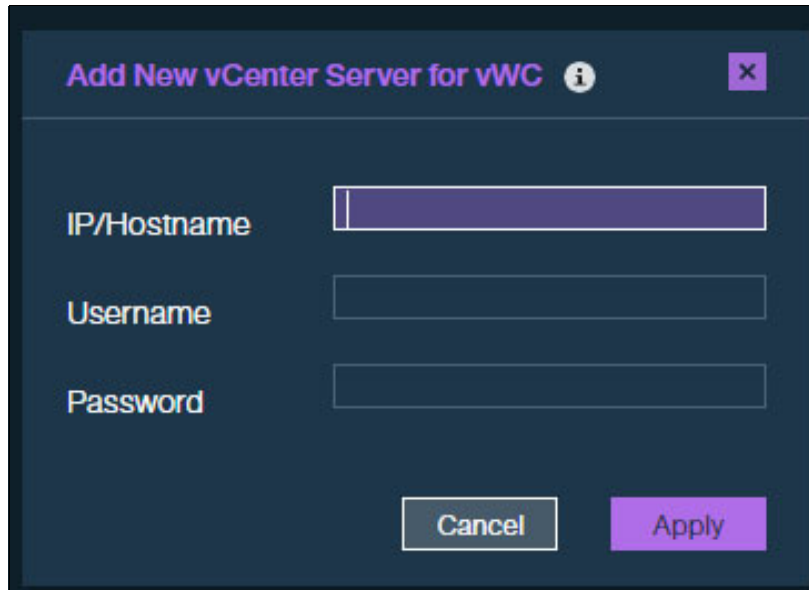 Add New vCenter Server for vWC
IP/Hostname
Username
Password
Cancel Apply